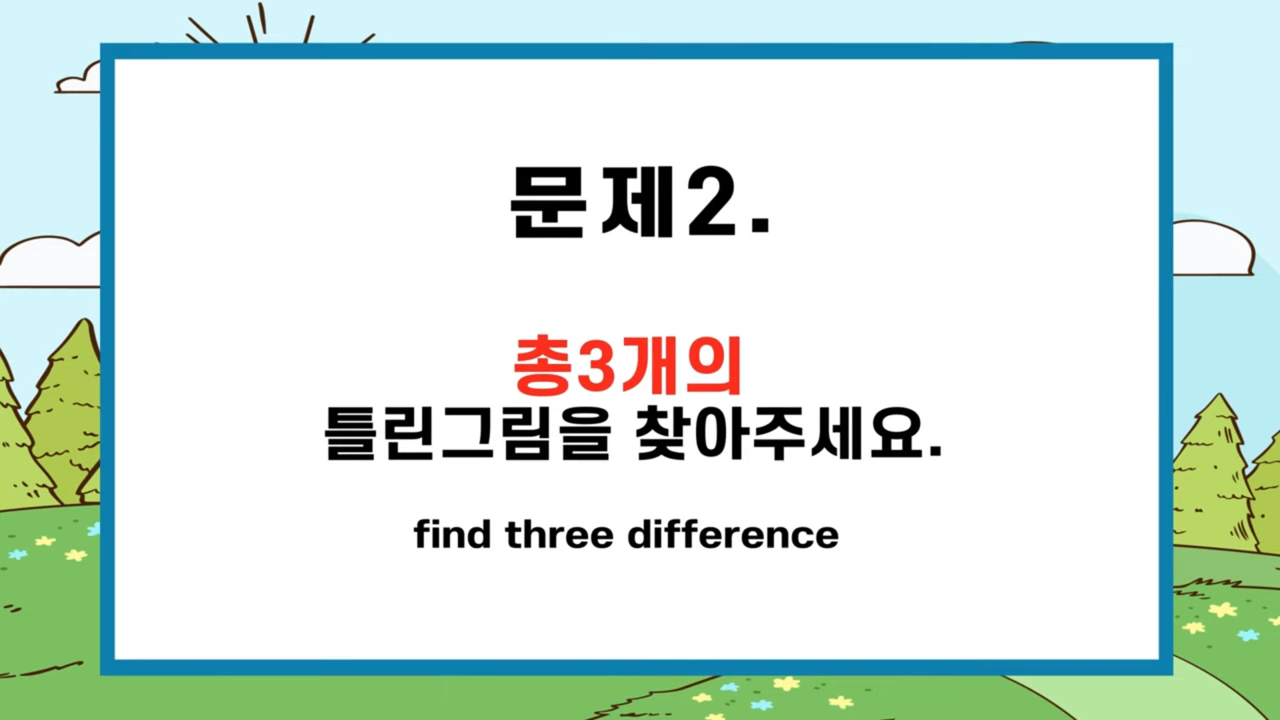 문제2.
총3개의
틀린그림을 찾아주세요.
find three difference